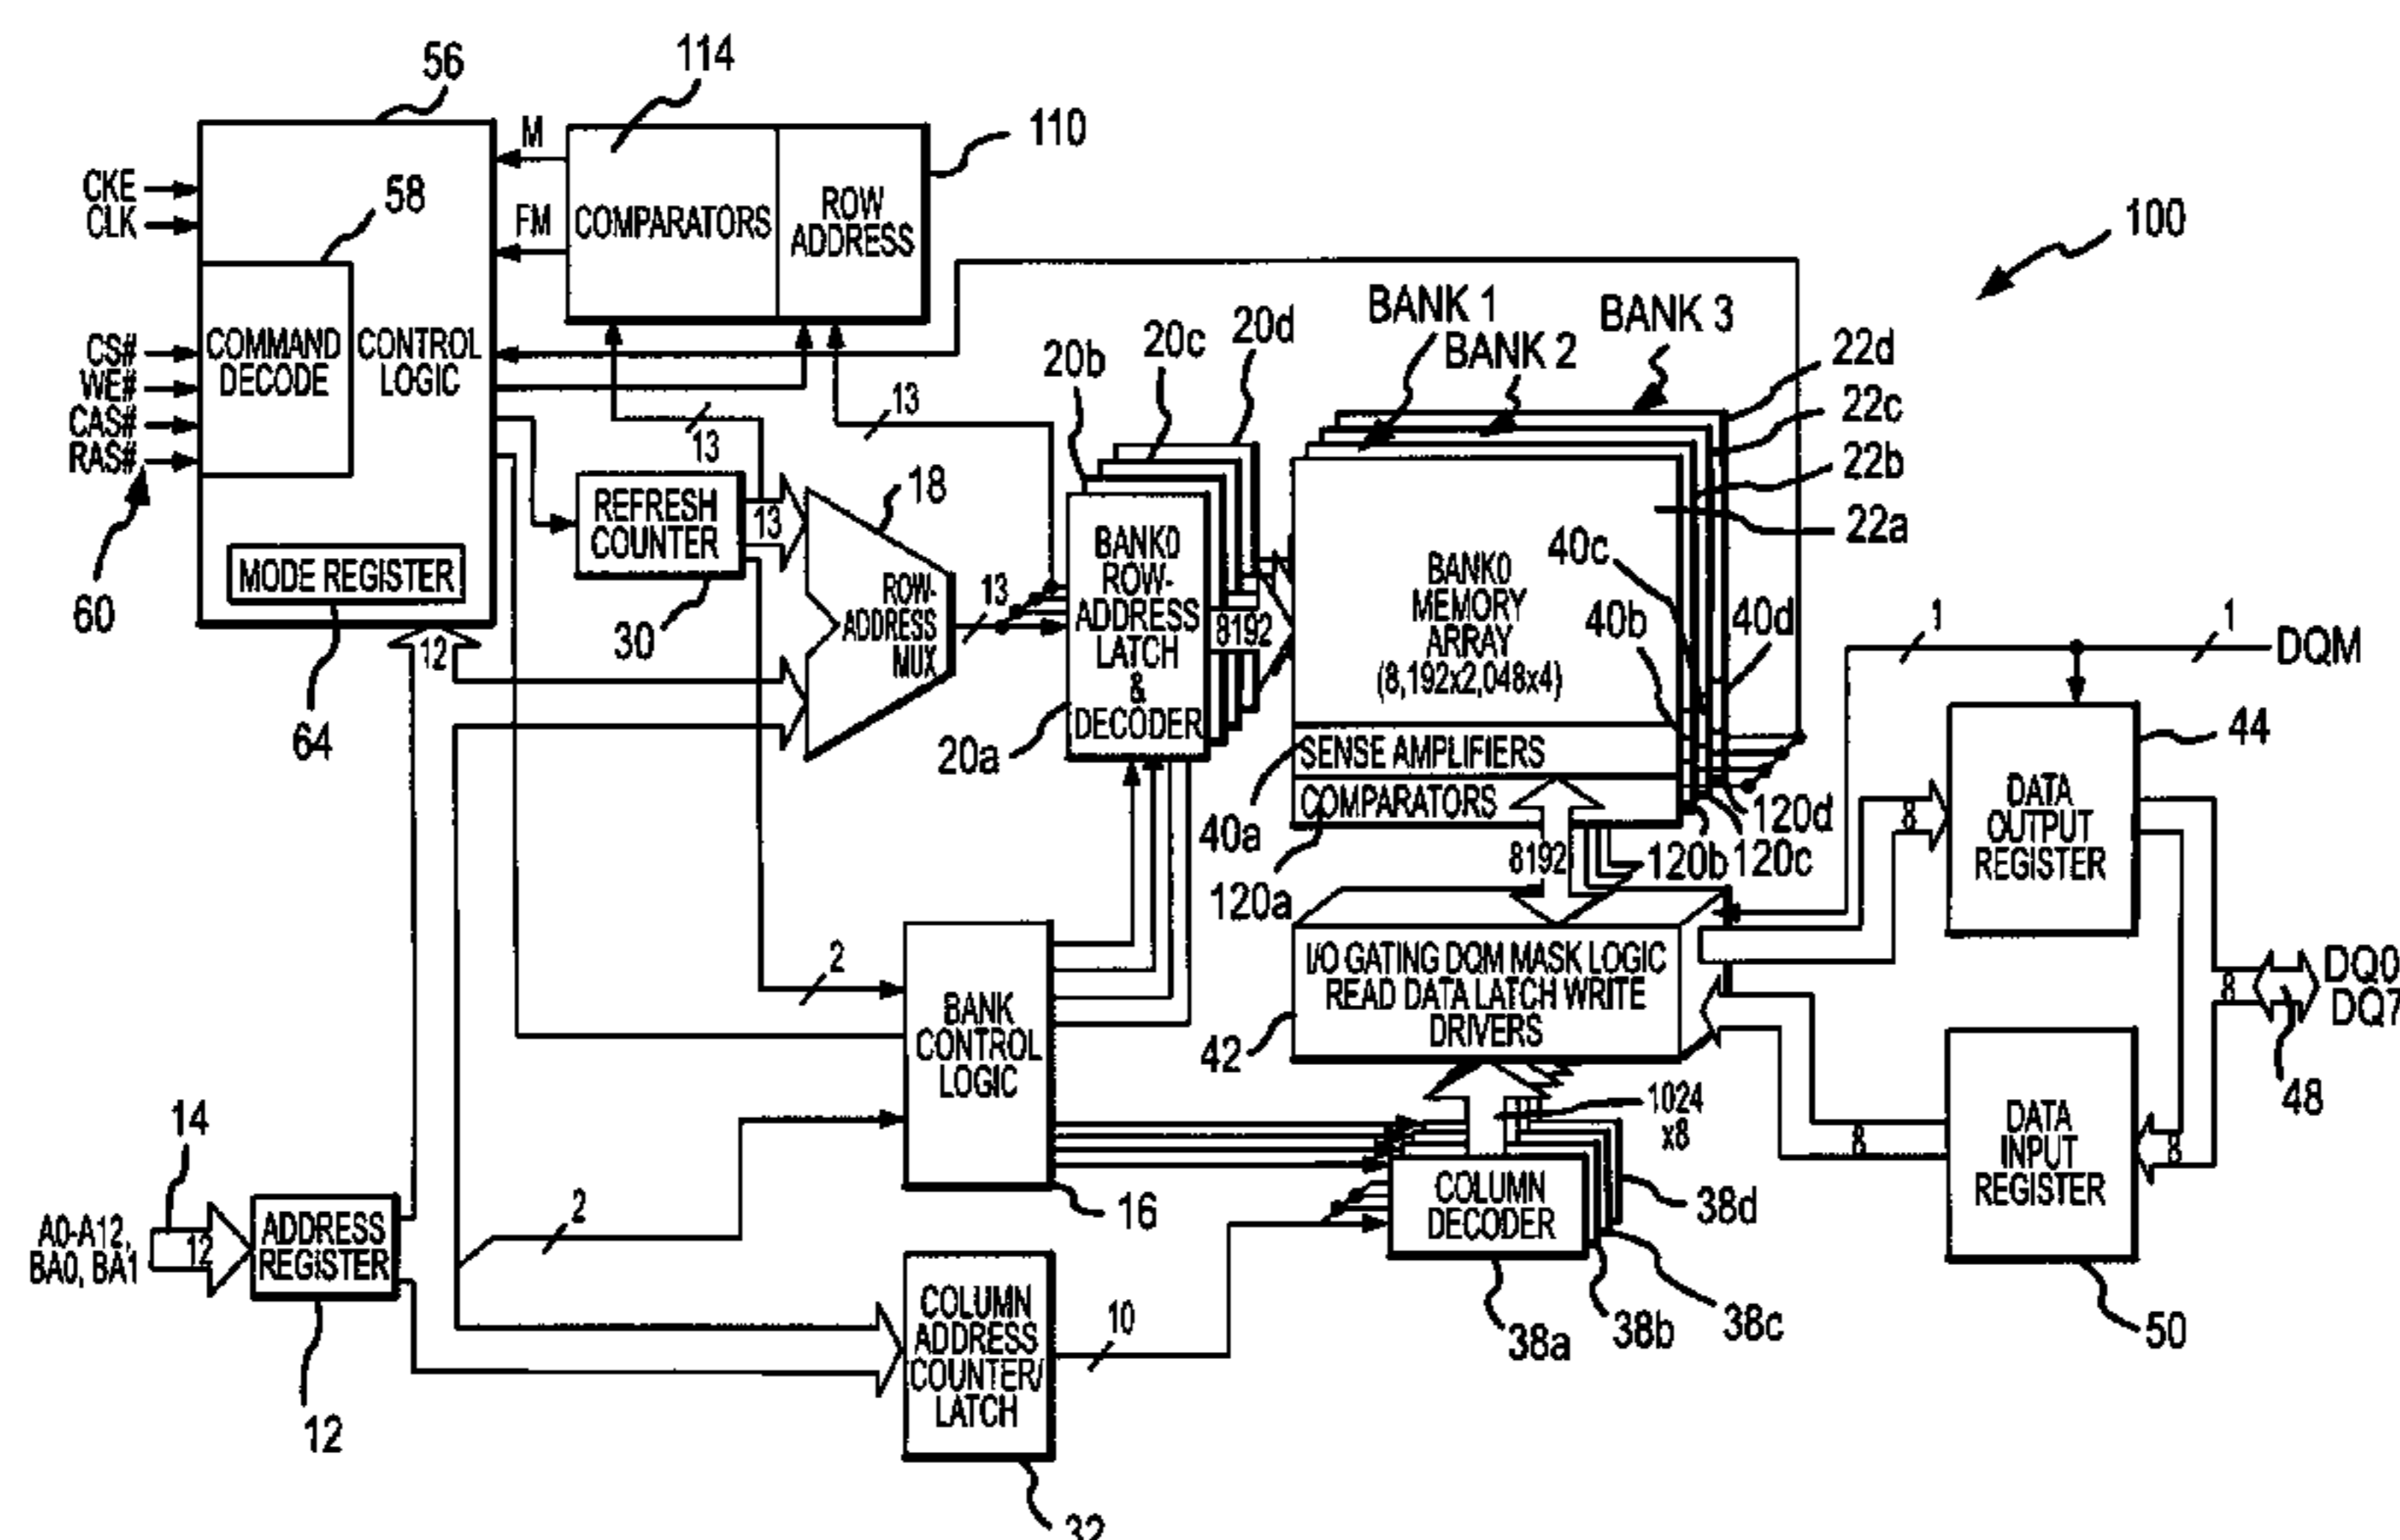 56
114
110
M
FM
COMPARATORS
ROW
ADDRESS
CKE
CLK
58
CS#
WE#
CAS#
RAS#
COMMAND
DECODE
CONTROL
LOGIC
60
MODE REGISTER
64
12
13
13
REFRESH
COUNTER
30
13
18
ROW-
ADDRESS
MUX
13
20b
20c
20d
BANK0
ROW-
ADDRESS
LATCH
&
DECODER
20a
8192
BANK 1
BANK 2
BANK 3
100
22d
22c
22b
22a
BANK0
MEMORY
ARRAY
(8,192x2,048x4)
40c
40b
40d
SENSE AMPLIFIERS
COMPARATORS
40a
120a
8192
120b
120c
120d
1
1
DQM
DATA
OUTPUT
REGISTER
44
8
I/O GATING DQM MASK LOGIC
READ DATA LATCH WRITE
DRIVERS
42
8
DQ0
DQ7
48
DATA
INPUT
REGISTER
8
8
50
2
BANK
CONTROL
LOGIC
16
1024
x8
COLUMN
DECODER
38a
38b
38c
38d
14
A0-A12,
BA0, BA1
12
ADDRESS
REGISTER
12
2
COLUMN
ADDRESS
COUNTER/
LATCH
10
32